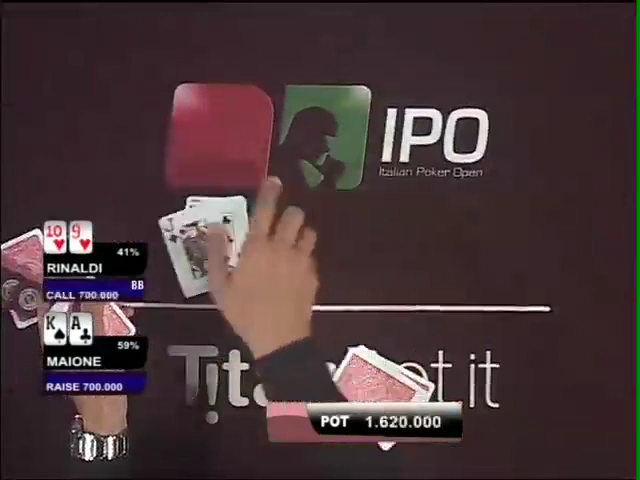 IPO
Italian Poker Open
J
10 9
41%
RINALDI
BB
CALL 700.000
K A
59%
MAIONE
RAISE 700.000
POT 1.620.000